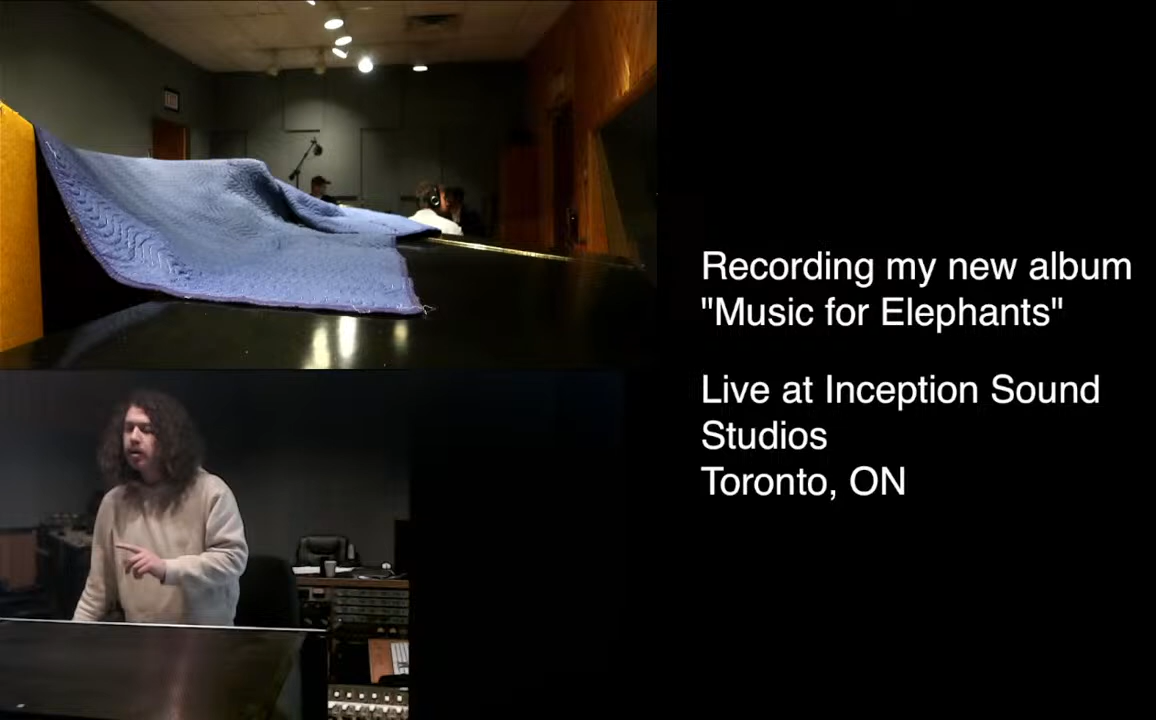 Recording my new album
"Music for Elephants"
Live at Inception Sound
Studios
Toronto, ON